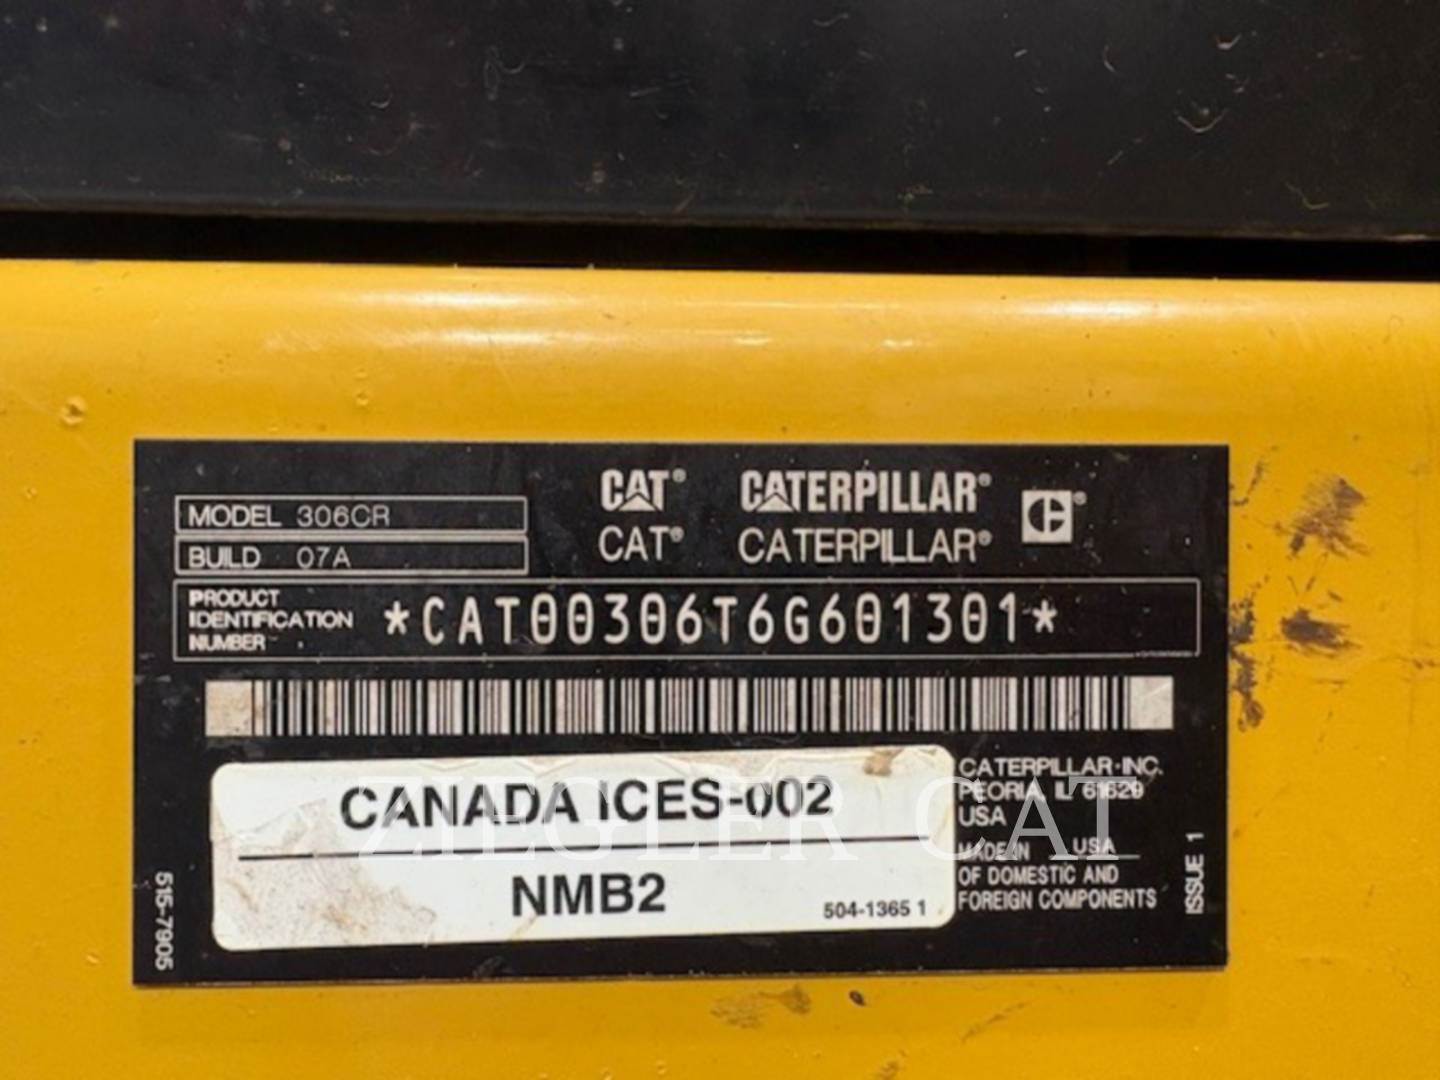 CAT® CATERPILLAR®
CAT® CATERPILLAR®
MODEL 306CR
BUILD 07A
PRODUCT
IDENTIFICATION
NUMBER
*CAT00306T6G601301*
CANADA ICES-002
NMB2
504-1365 1
CATERPILLAR INC.
PEORIA, IL 61629
USA
MADE IN USA
OF DOMESTIC AND
FOREIGN COMPONENTS
ISSUE 1
515-7905
ZIEGLER CAT